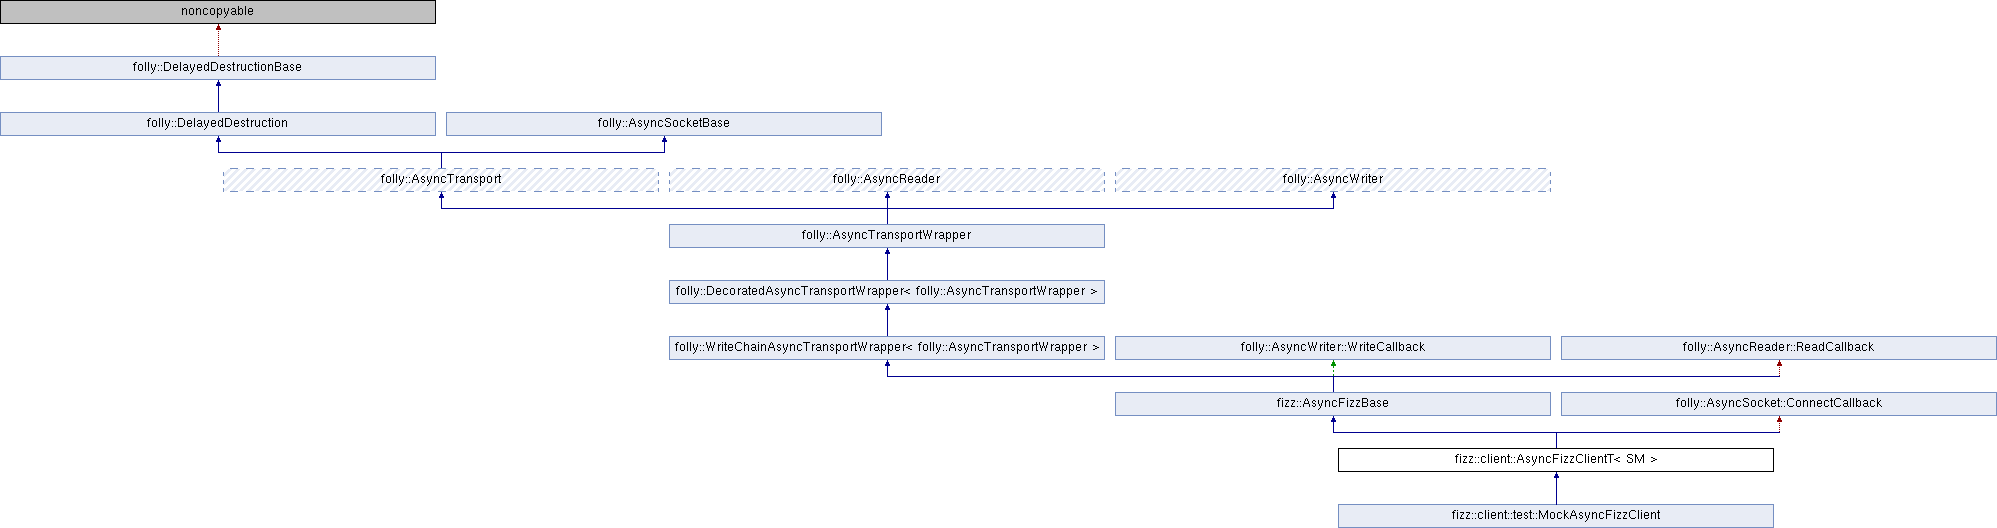 noncopyable
folly::DelayedDestructionBase
folly::DelayedDestruction
folly::AsyncSocketBase
folly::AsyncTransport
folly::AsyncReader
folly::AsyncWriter
folly::AsyncTransportWrapper
folly::DecoratedAsyncTransportWrapper< folly::AsyncTransportWrapper >
folly::WriteChainAsyncTransportWrapper< folly::AsyncTransportWrapper >
folly::AsyncWriter::WriteCallback
folly::AsyncReader::ReadCallback
fizz::AsyncFizzBase
folly::AsyncSocket::ConnectCallback
fizz::client::AsyncFizzClientT< SM >
fizz::client::test::MockAsyncFizzClient